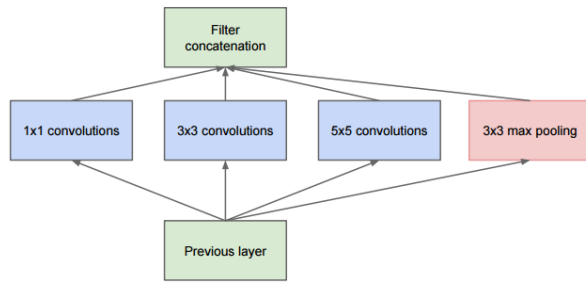 Filter
concatenation
1x1 convolutions
3x3 convolutions
5x5 convolutions
3x3 max pooling
Previous layer